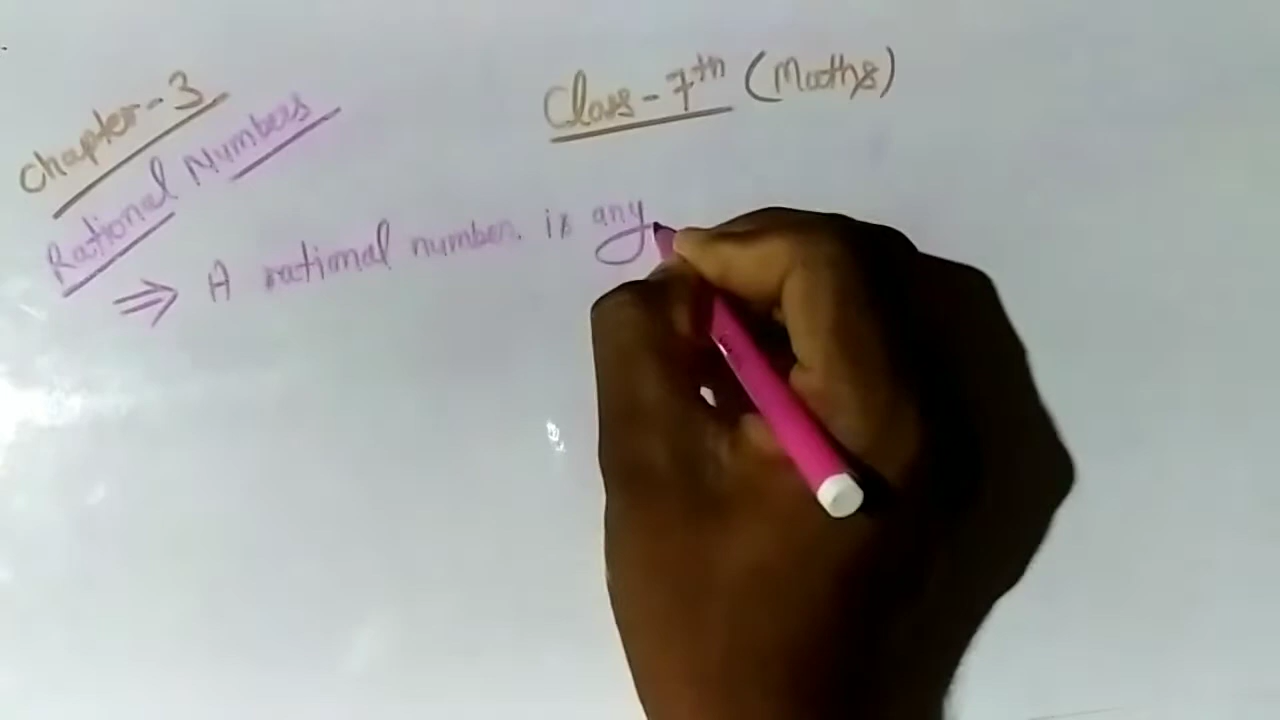 Chapter-3
Class-7th (Maths)
Rational Numbers
⇒ A rational number is any